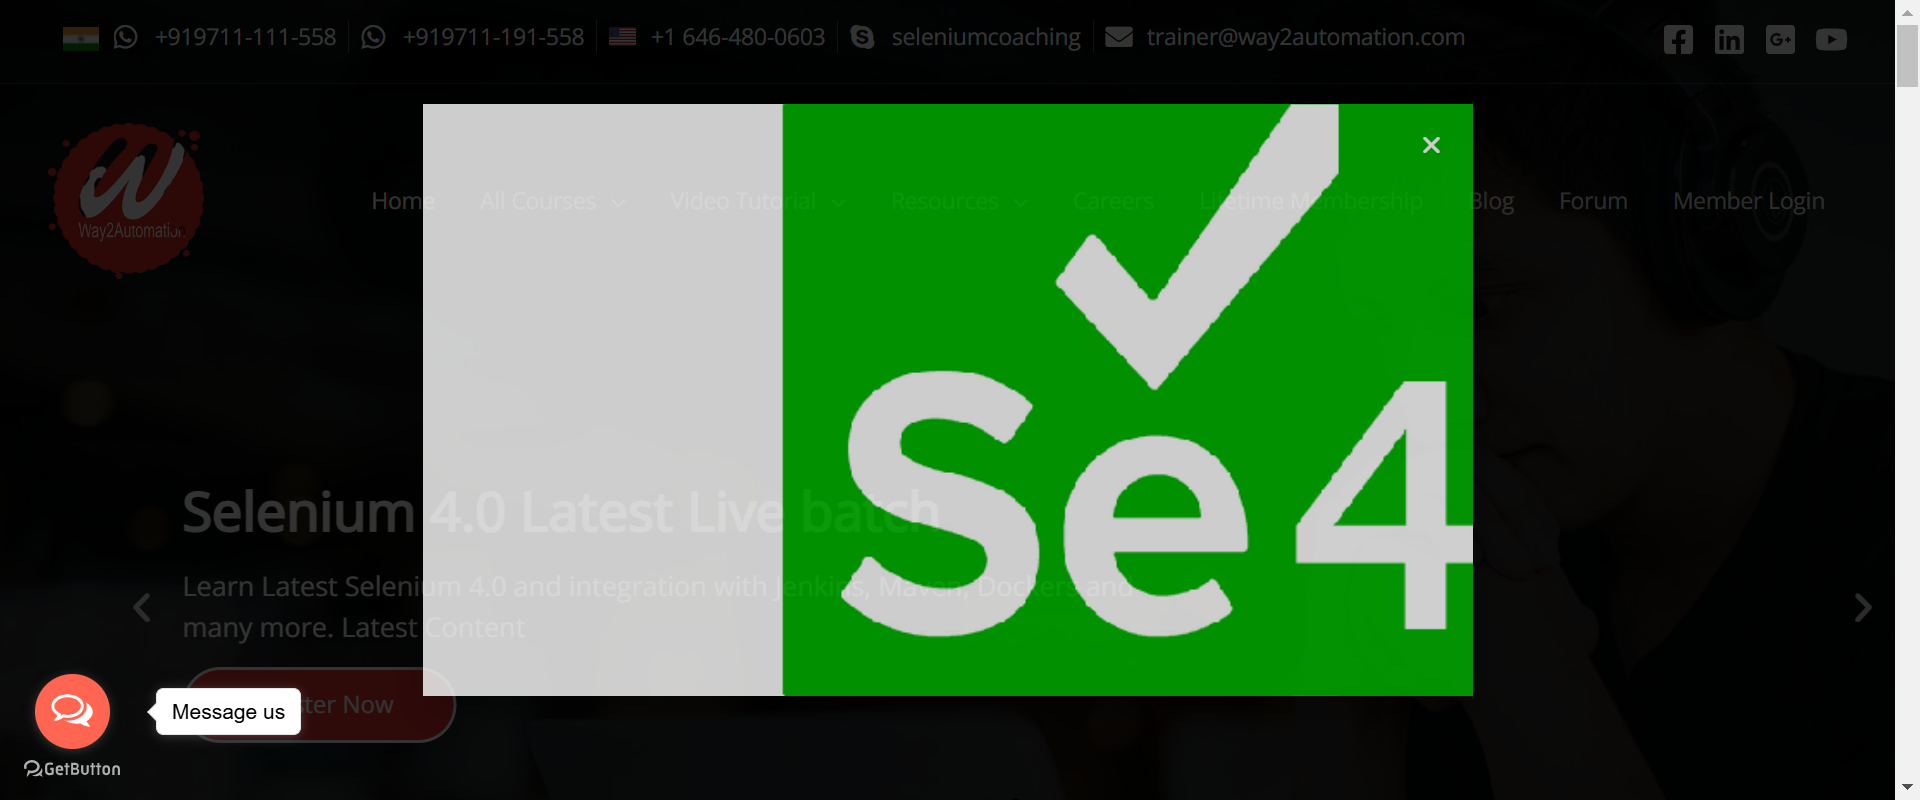 +919711-111-558 +919711-191-558 +1 646-480-0603 seleniumcoaching trainer@way2automation.com
Way2Automation
Home All Courses Video Tutorial Resources Careers Lifetime Membership Blog Forum Member Login
Se4
Selenium 4.0 Latest Live batch
Learn Latest Selenium 4.0 and integration with Jenkins, Maven, Dockers and
many more. Latest Content
Now
Message us
GetButton